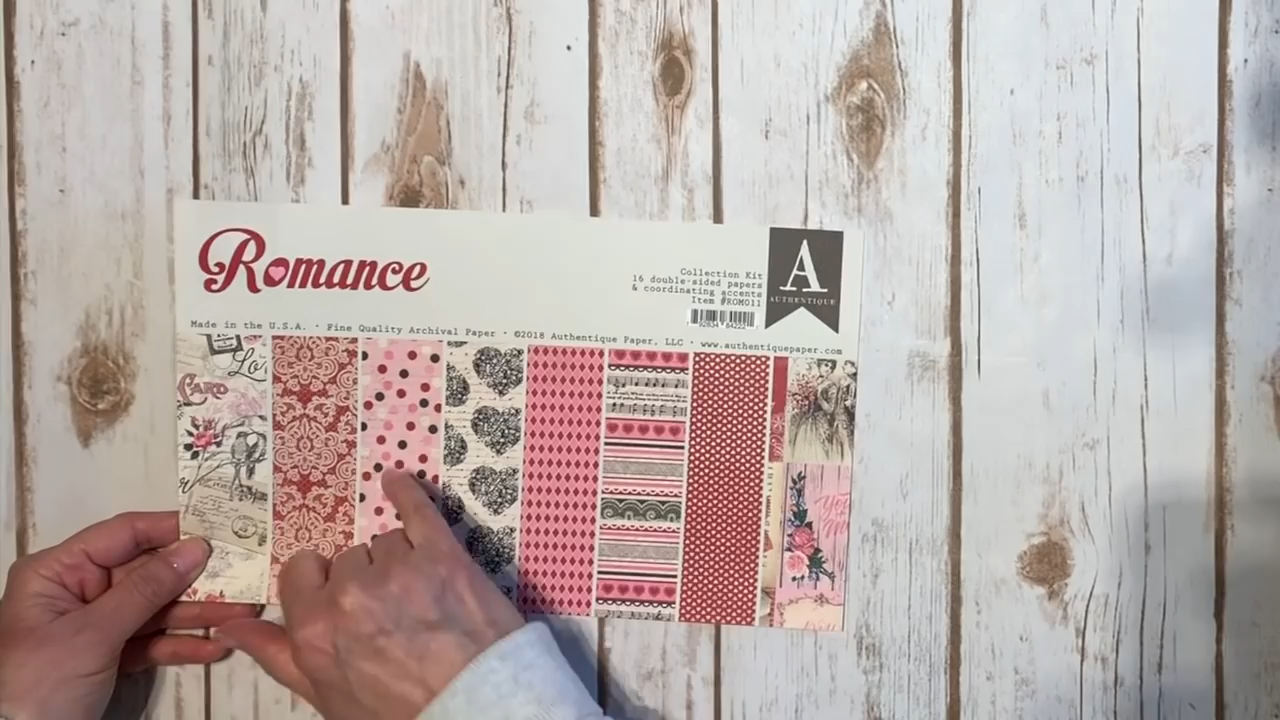 Romance
Collection Kit
16 double-sided papers
& coordinating accents
Item #ROM011
A
AUTHENTIQUE
Made in the U.S.A. · Fine Quality Archival Paper · ©2018 Authentique Paper, LLC · www.authentiquepaper.com
Lo
CARD